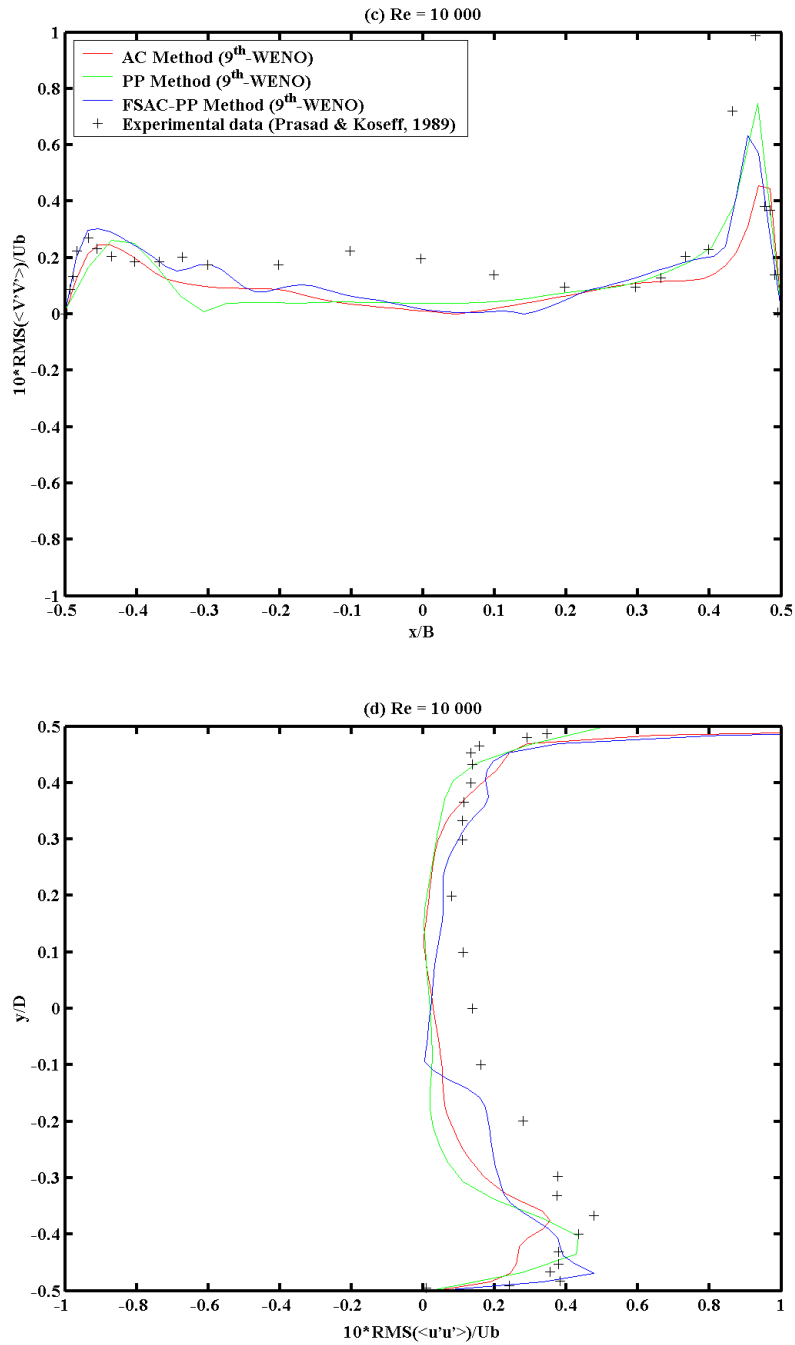 (c) Re = 10 000
1
0.8
0.6
0.4
0.2
0
-0.2
-0.4
-0.6
-0.8
-1
10*RMS(<V'V'>)/Ub
AC Method (9th-WENO)
PP Method (9th-WENO)
FSAC-PP Method (9th-WENO)
Experimental data (Prasad & Koseff, 1989)
-0.5 -0.4 -0.3 -0.2 -0.1 0 0.1 0.2 0.3 0.4 0.5
x/B
(d) Re = 10 000
0.5
0.4
0.3
0.2
0.1
0
-0.1
-0.2
-0.3
-0.4
-0.5
y/D
-1 -0.8 -0.6 -0.4 -0.2 0 0.2 0.4 0.6 0.8 1
10*RMS(<u'u'>)/Ub